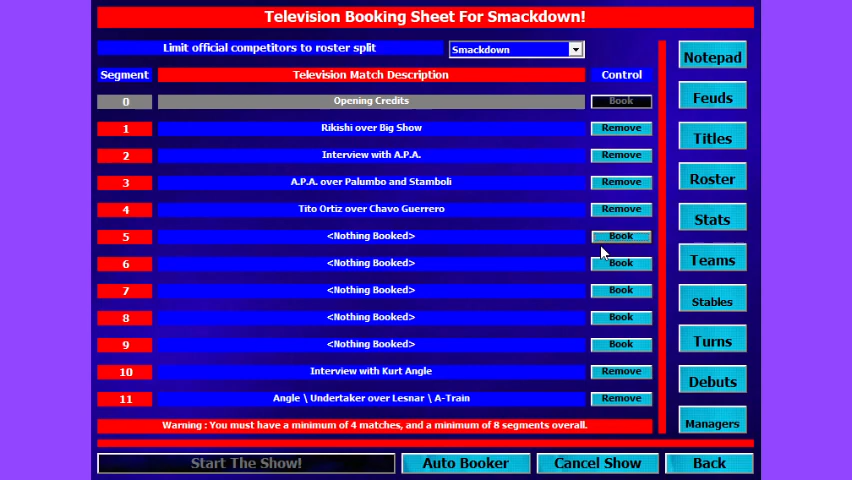 Television Booking Sheet For Smackdown!
Limit official competitors to roster split
Smackdown
Segment Television Match Description Control
0 Opening Credits Book
1 Rikishi over Big Show Remove
2 Interview with A.P.A. Remove
3 A.P.A. over Palumbo and Stamboli Remove
4 Tito Ortiz over Chavo Guerrero Remove
5 <Nothing Booked> Book
6 <Nothing Booked> Book
7 <Nothing Booked> Book
8 <Nothing Booked> Book
9 <Nothing Booked> Book
10 Interview with Kurt Angle Remove
11 Angle \ Undertaker over Lesnar \ A-Train Remove
Warning : You must have a minimum of 4 matches, and a minimum of 8 segments overall.
Start The Show! Auto Booker Cancel Show Back
Notepad
Feuds
Titles
Roster
Stats
Teams
Stables
Turns
Debuts
Managers